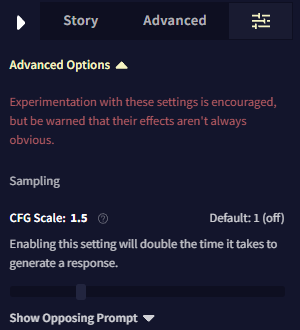 Story Advanced
Advanced Options
Experimentation with these settings is encouraged,
but be warned that their effects aren't always
obvious.
Sampling
CFG Scale: 1.5 Default: 1 (off)
Enabling this setting will double the time it takes to
generate a response.
Show Opposing Prompt